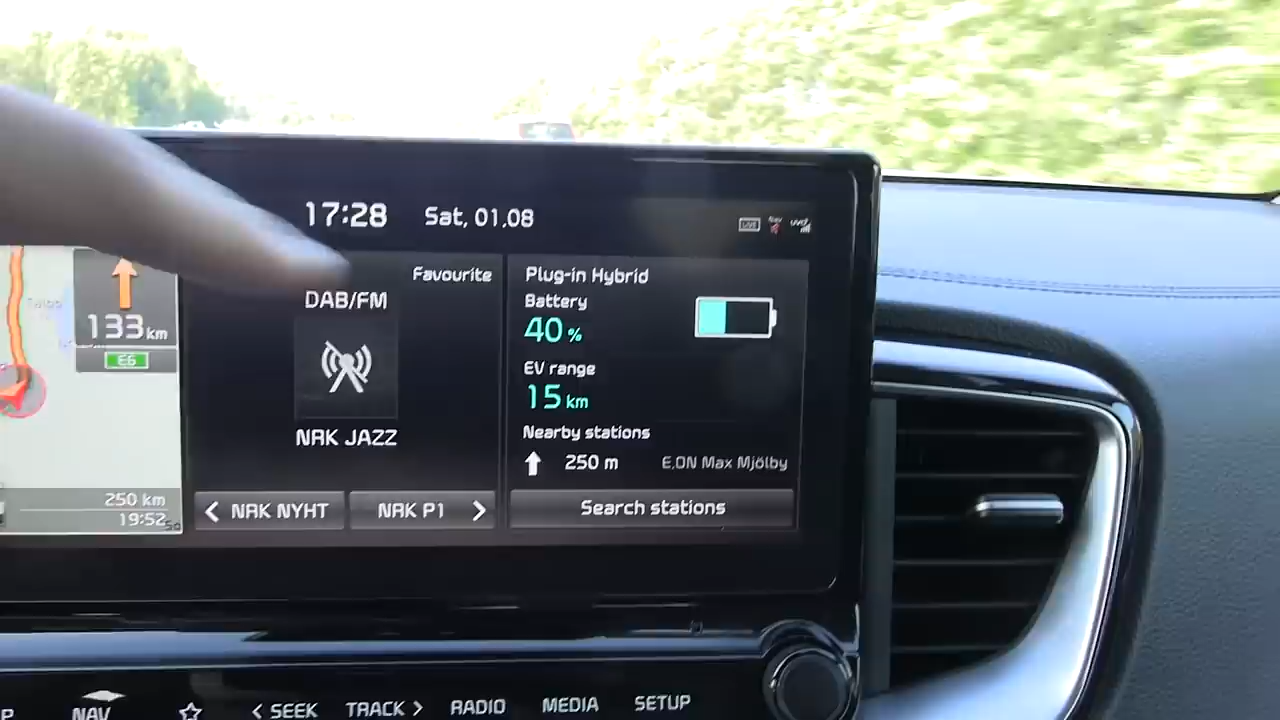 17:28 Sat, 01.08
133 km
E6
250 km
19:52
Favourite
DAB/FM
NRK JAZZ
NRK NYHT
NRK P1
Plug-in Hybrid
Battery
40 %
EV range
15 km
Nearby stations
250 m E.ON Max Mjölby
Search stations
P NAV < SEEK TRACK > RADIO MEDIA SETUP